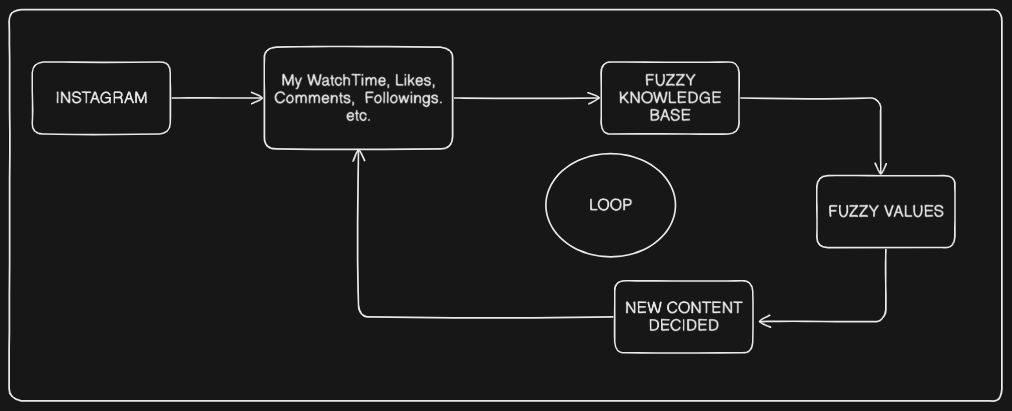 INSTAGRAM
My WatchTime, Likes,
Comments,  Followings.
etc.
FUZZY
KNOWLEDGE
BASE
LOOP
FUZZY VALUES
NEW CONTENT
DECIDED